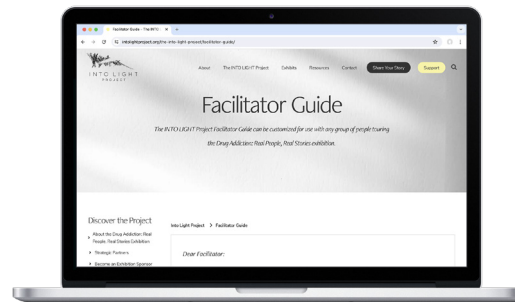 Facilitator Guide - The INTO L
intolightproject.org/the-into-light-project/facilitator-guide/
INTO LIGHT
PROJECT
About The INTO LIGHT Project Exhibits Resources Contact Share Your Story Support
Facilitator Guide
The INTO LIGHT Project Facilitator Guide can be customized for use with any group of people touring
the Drug Addiction: Real People, Real Stories exhibition.
Discover the Project
About the Drug Addiction: Real
People, Real Stories Exhibition
Strategic Partners
Become an Exhibition Sponsor
Into Light Project > Facilitator Guide
Dear Facilitator: